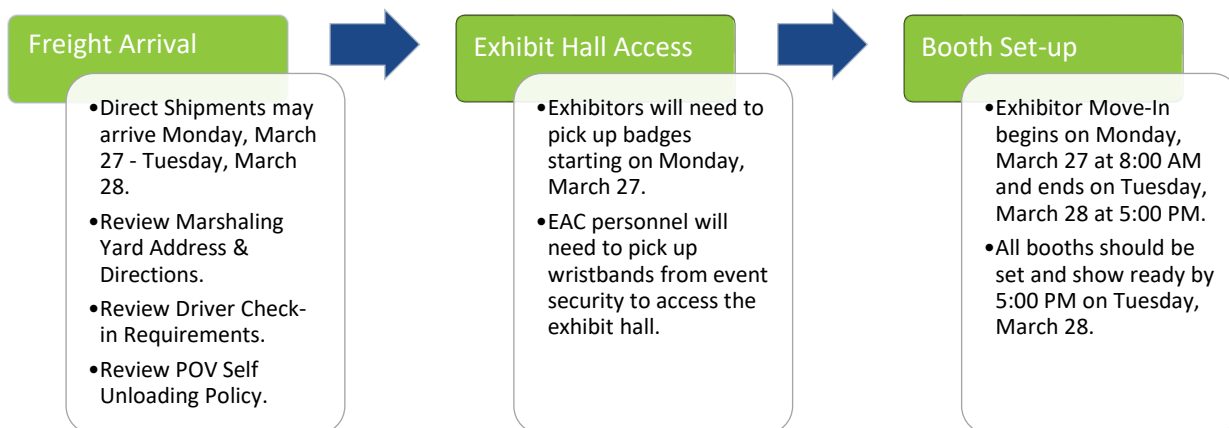 Freight Arrival
•Direct Shipments may
arrive Monday, March
27 - Tuesday, March
28.
•Review Marshaling
Yard Address &
Directions.
•Review Driver Check-
in Requirements.
•Review POV Self
Unloading Policy.
Exhibit Hall Access
•Exhibitors will need to
pick up badges
starting on Monday,
March 27.
•EAC personnel will
need to pick up
wristbands from event
security to access the
exhibit hall.
Booth Set-up
•Exhibitor Move-In
begins on Monday,
March 27 at 8:00 AM
and ends on Tuesday,
March 28 at 5:00 PM.
•All booths should be
set and show ready by
5:00 PM on Tuesday,
March 28.